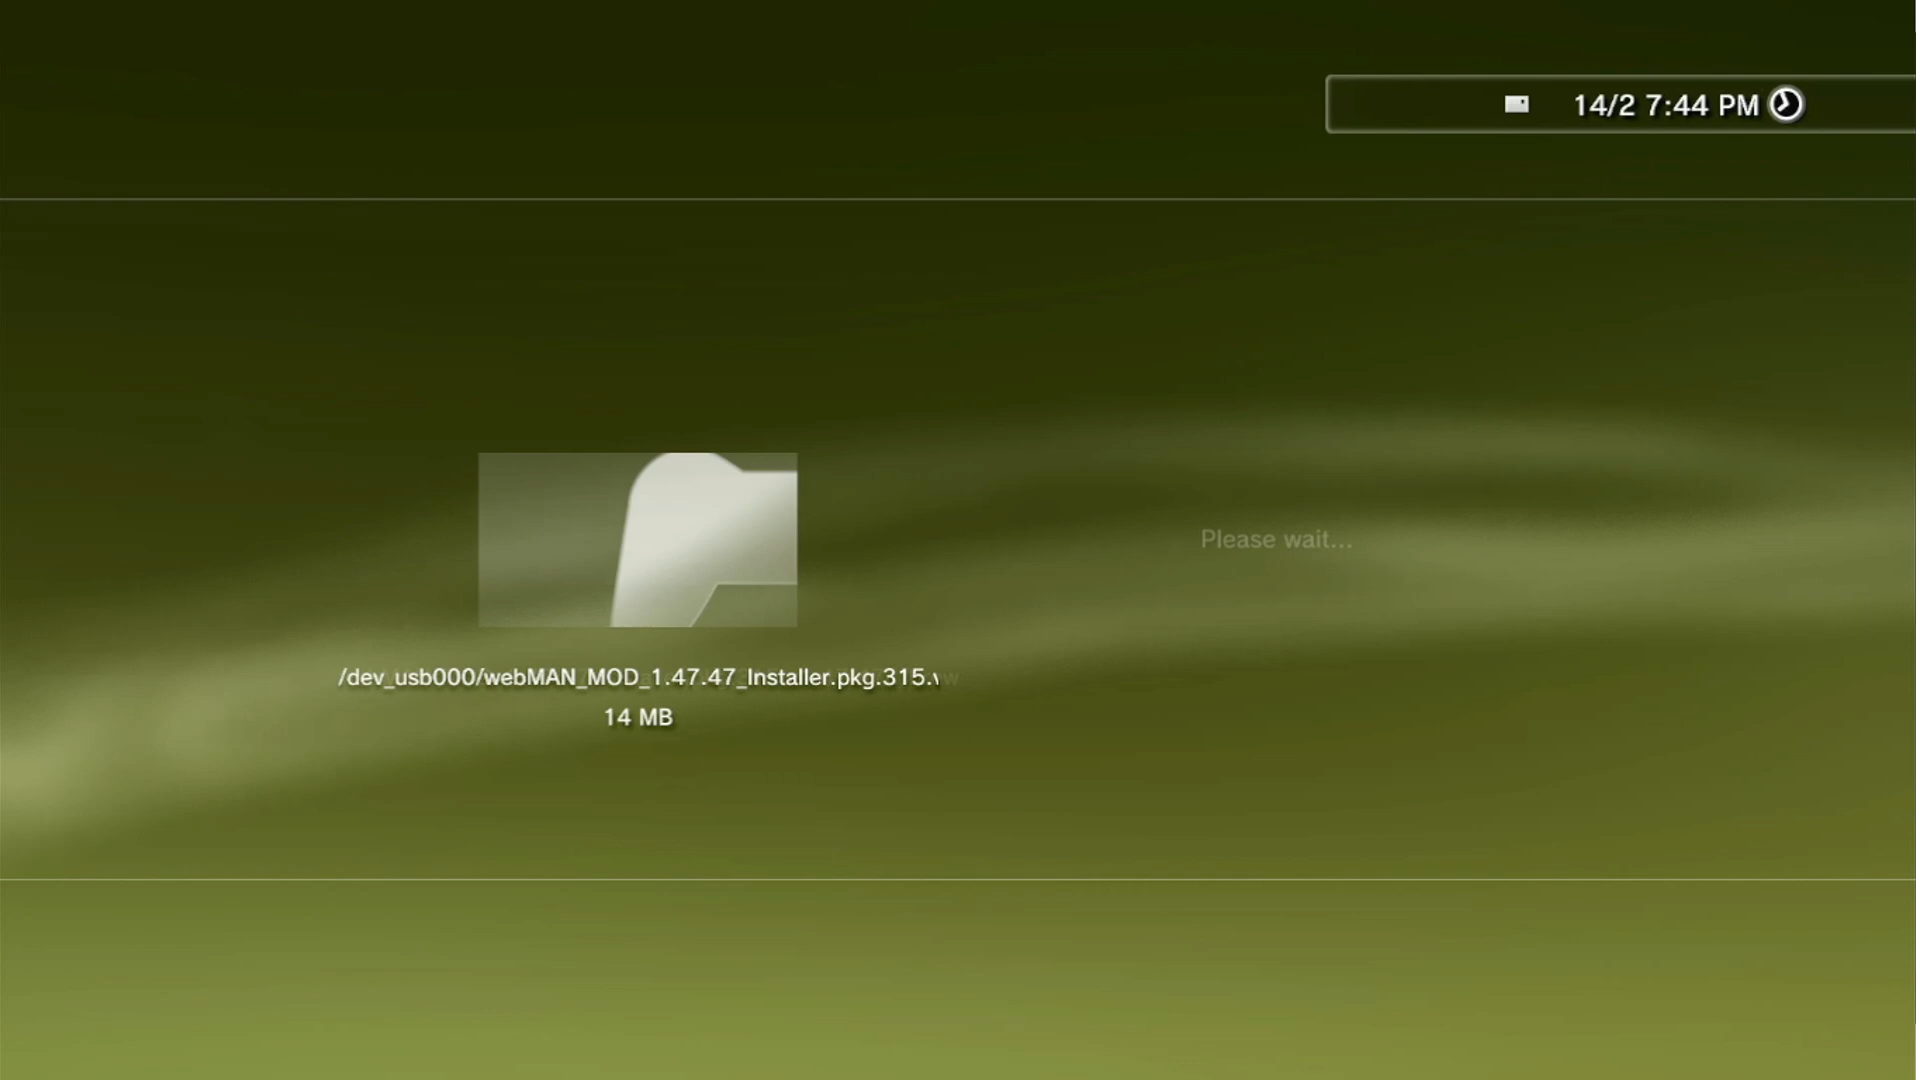 14/2 7:44 PM
Please wait...
/dev_usb000/webMAN_MOD_1.47.47_Installer.pkg.315.
14 MB